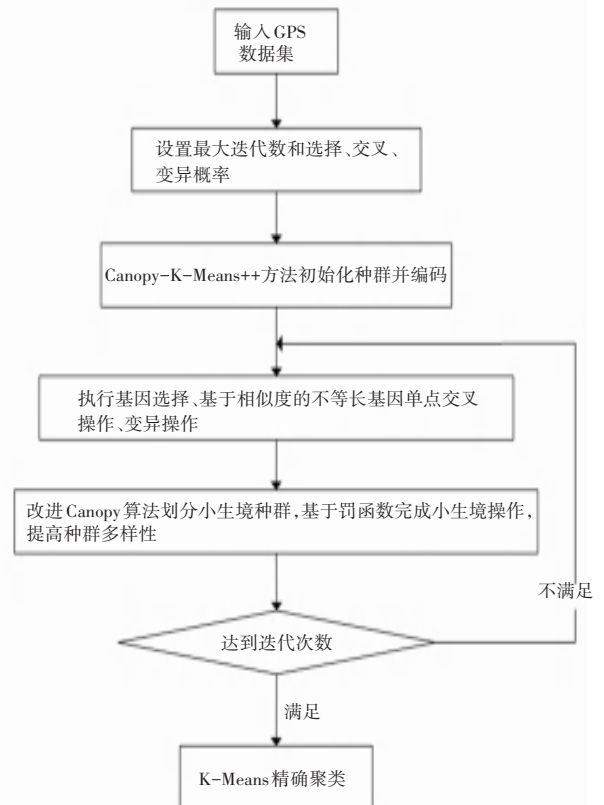 输入GPS
数据集
设置最大迭代数和选择、交叉、
变异概率
Canopy-K-Means++方法初始化种群并编码
执行基因选择、基于相似度的不等长基因单点交叉
操作、变异操作
改进Canopy算法划分小生境种群,基于罚函数完成小生境操作,
提高种群多样性
不满足
达到迭代次数
满足
K-Means精确聚类